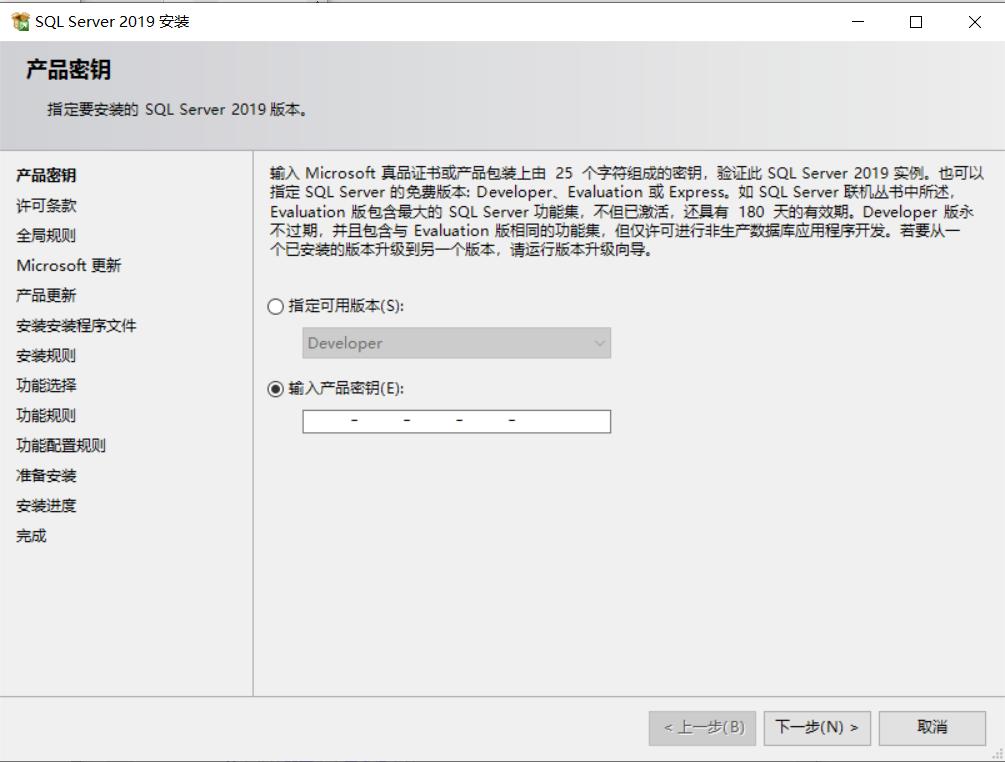 SQL Server 2019 安装
产品密钥
指定要安装的 SQL Server 2019 版本。
产品密钥
许可条款
全局规则
Microsoft 更新
产品更新
安装安装程序文件
安装规则
功能选择
功能规则
功能配置规则
准备安装
安装进度
完成
输入 Microsoft 真品证书或产品包装上由 25 个字符组成的密钥，验证此 SQL Server 2019 实例。也可以
指定 SQL Server 的免费版本: Developer、Evaluation 或 Express。如 SQL Server 联机丛书中所述，
Evaluation 版包含最大的 SQL Server 功能集，不但已激活，还具有 180 天的有效期。Developer 版永
不过期，并且包含与 Evaluation 版相同的功能集，但仅许可进行非生产数据库应用程序开发。若要从一
个已安装的版本升级到另一个版本，请运行版本升级向导。
指定可用版本(S):
Developer
输入产品密钥(E):
- - - -
< 上一步(B)
下一步(N) >
取消